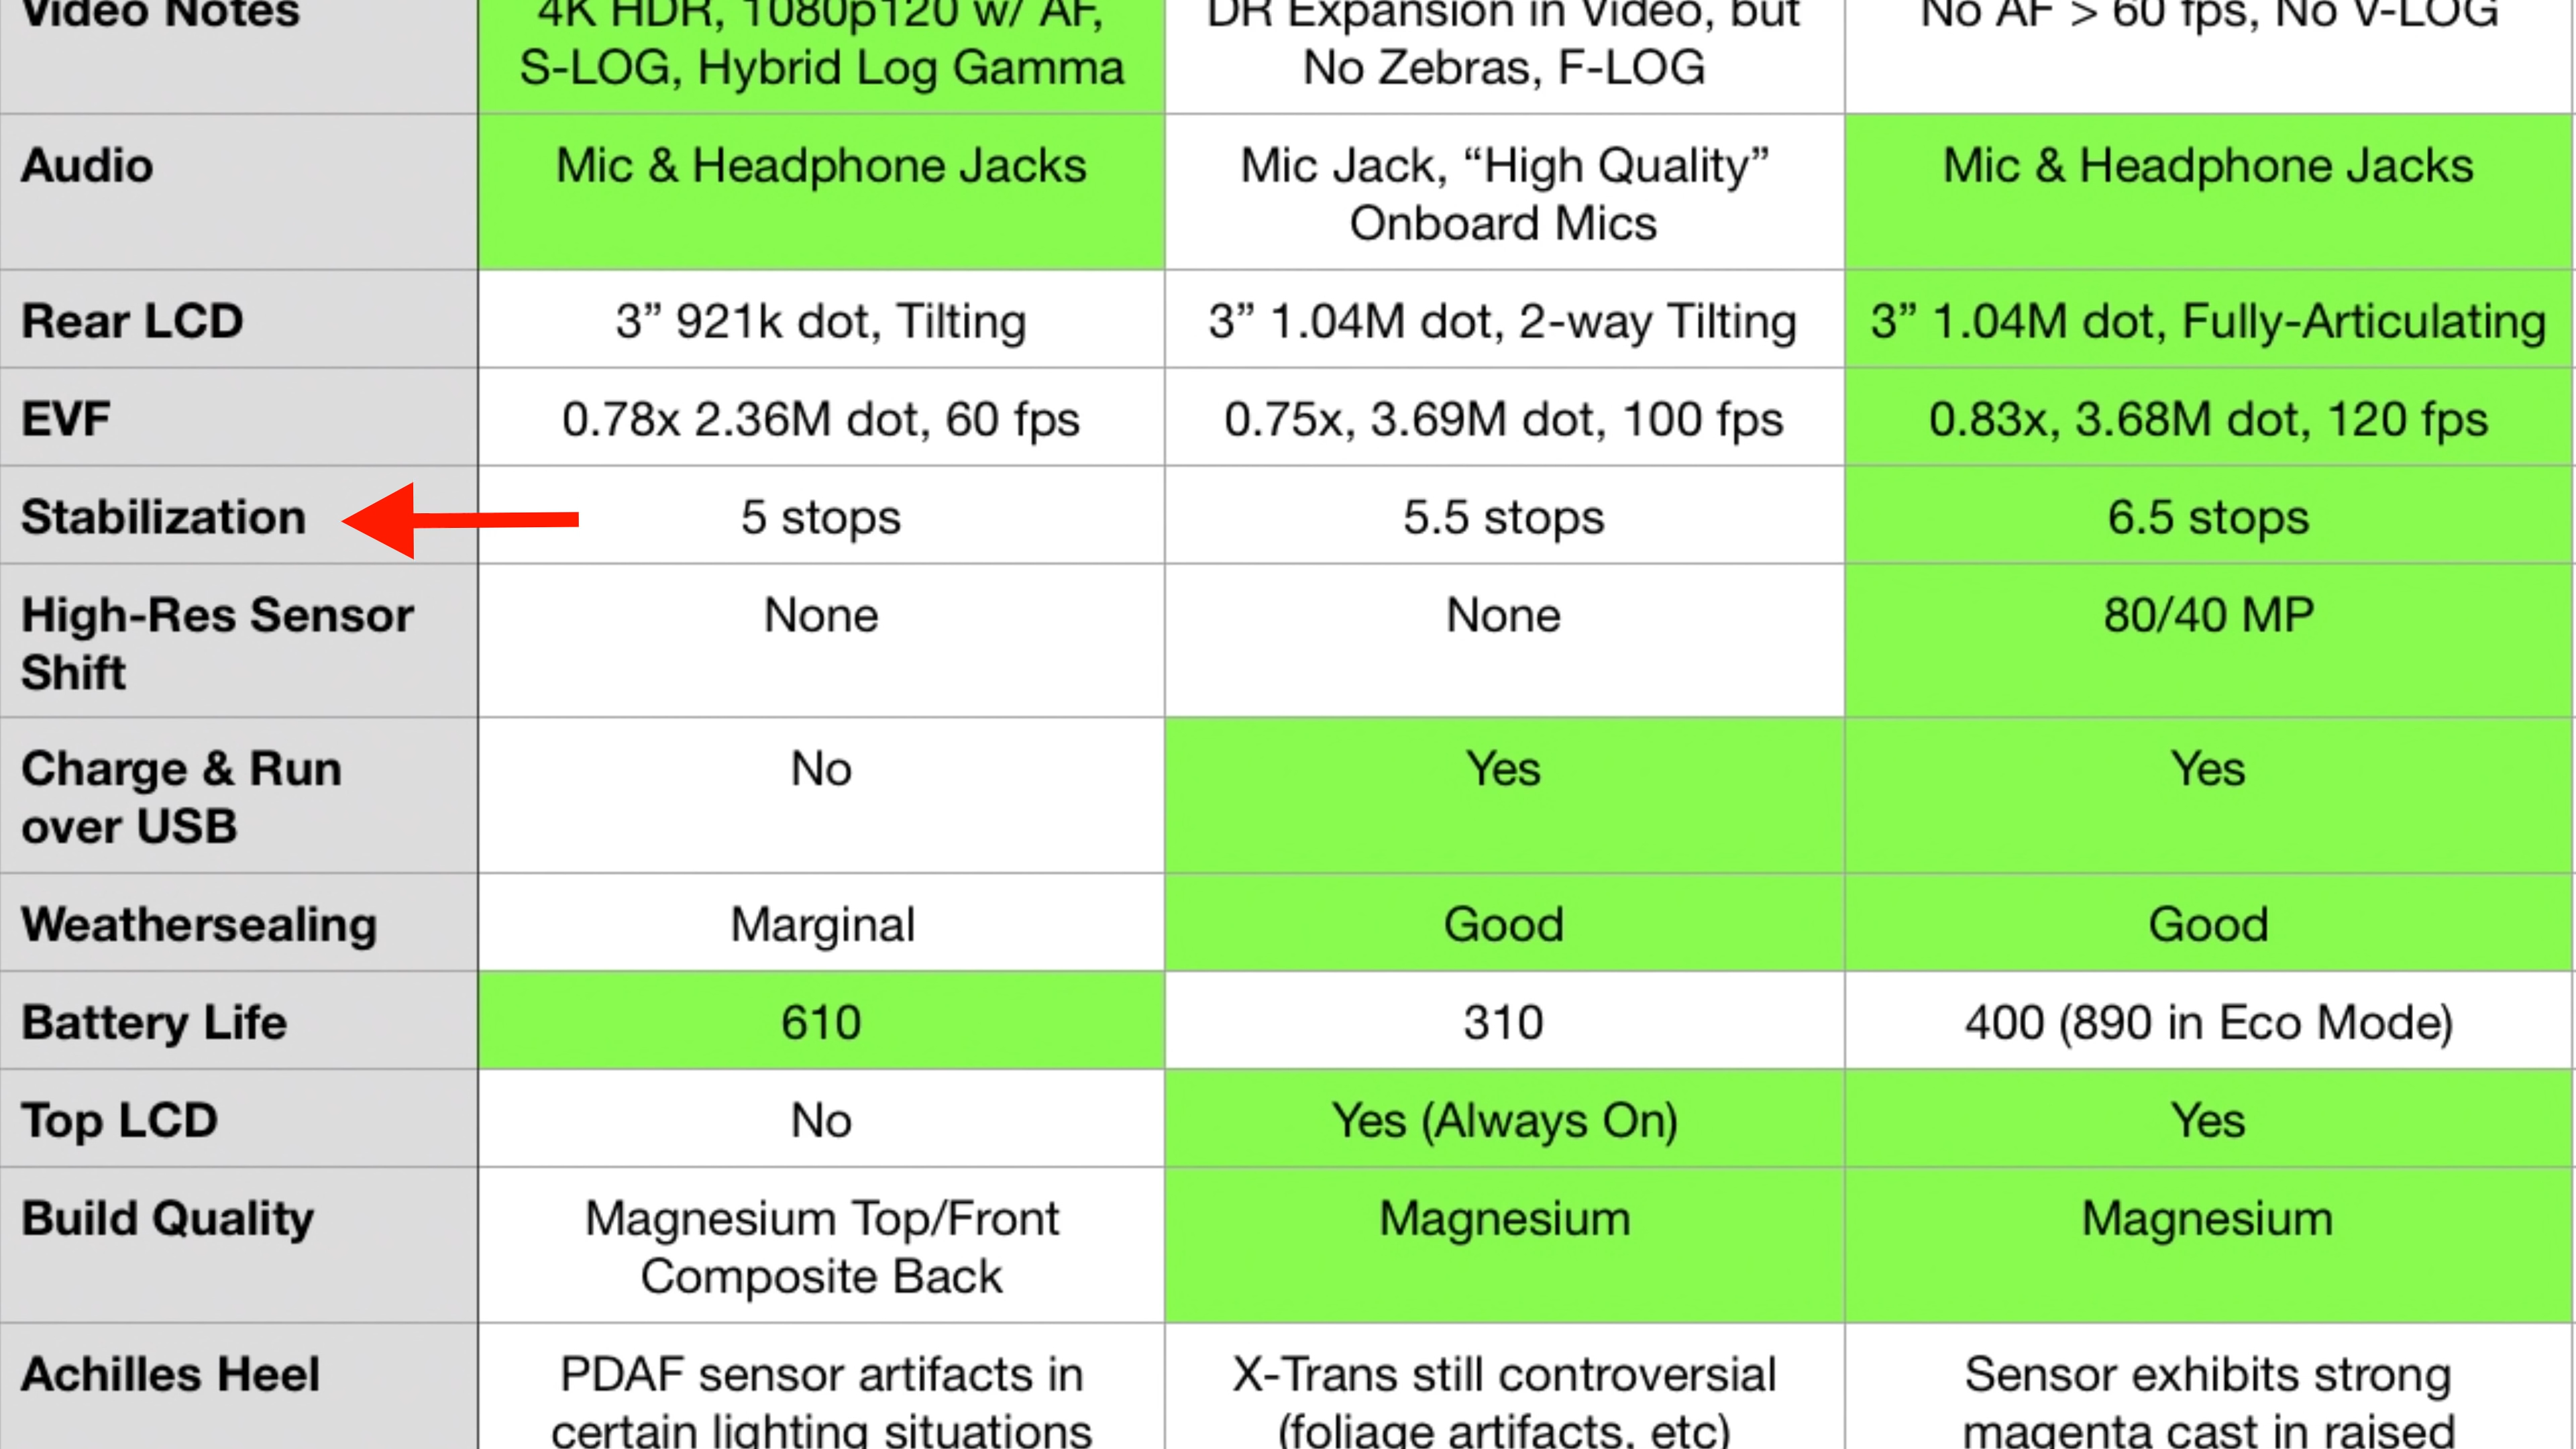 Video Notes
4K HDR, 1080p120 w/ AF,
S-LOG, Hybrid Log Gamma
DR Expansion in Video, but
No Zebras, F-LOG
No AF > 60 fps, No V-LOG
Audio
Mic & Headphone Jacks
Mic Jack, “High Quality”
Onboard Mics
Mic & Headphone Jacks
Rear LCD
3” 921k dot, Tilting
3” 1.04M dot, 2-way Tilting
3” 1.04M dot, Fully-Articulating
EVF
0.78x 2.36M dot, 60 fps
0.75x, 3.69M dot, 100 fps
0.83x, 3.68M dot, 120 fps
Stabilization
5 stops
5.5 stops
6.5 stops
High-Res Sensor
Shift
None
None
80/40 MP
Charge & Run
over USB
No
Yes
Yes
Weathersealing
Marginal
Good
Good
Battery Life
610
310
400 (890 in Eco Mode)
Top LCD
No
Yes (Always On)
Yes
Build Quality
Magnesium Top/Front
Composite Back
Magnesium
Magnesium
Achilles Heel
PDAF sensor artifacts in
certain lighting situations
X-Trans still controversial
(foliage artifacts, etc)
Sensor exhibits strong
magenta cast in raised